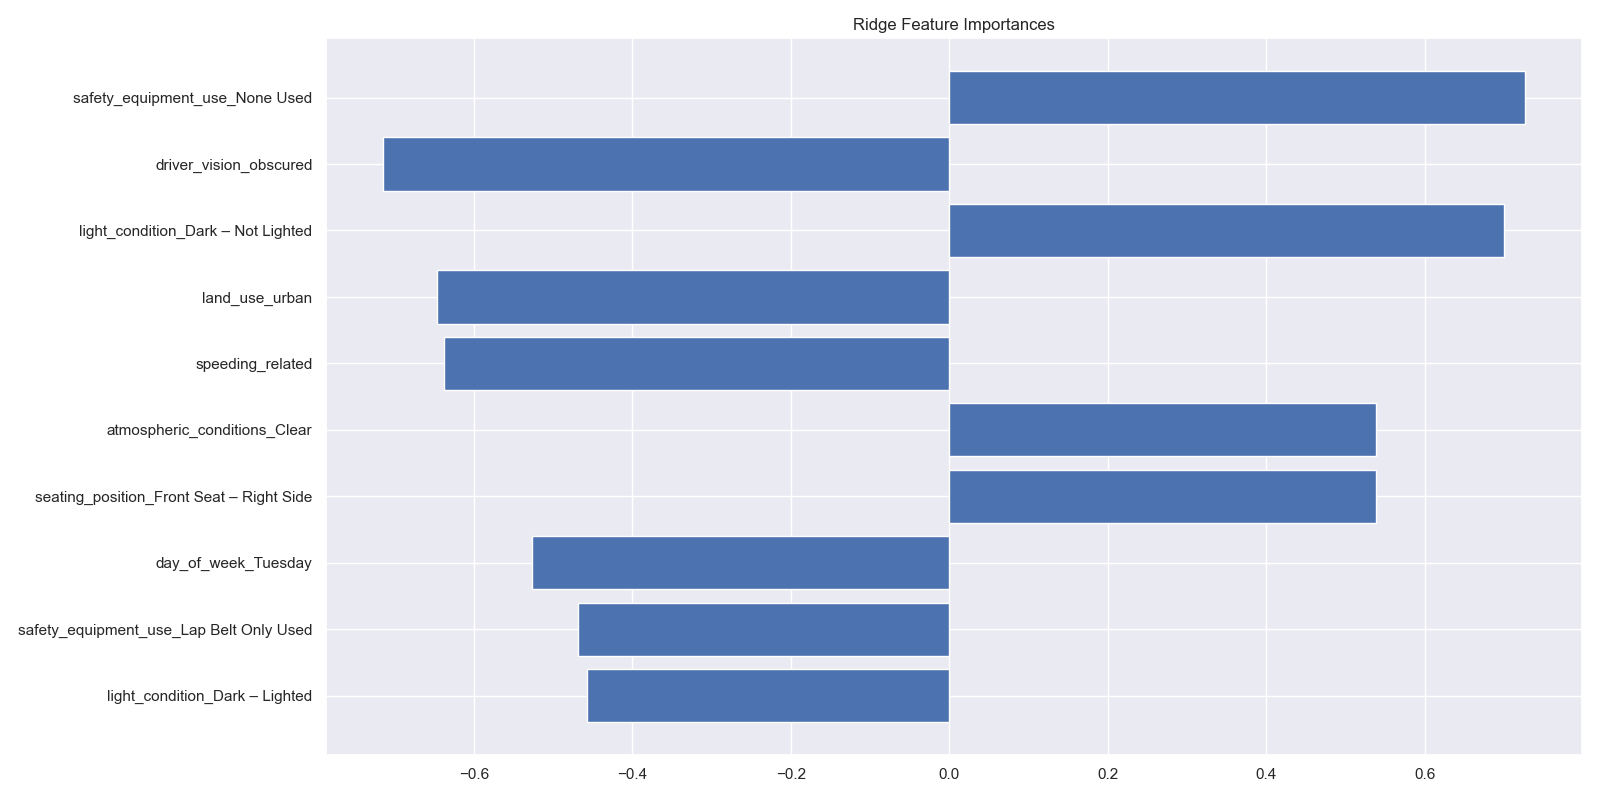 Ridge Feature Importances
safety_equipment_use_None Used
driver_vision_obscured
light_condition_Dark – Not Lighted
land_use_urban
speeding_related
atmospheric_conditions_Clear
seating_position_Front Seat – Right Side
day_of_week_Tuesday
safety_equipment_use_Lap Belt Only Used
light_condition_Dark – Lighted
−0.6 −0.4 −0.2 0.0 0.2 0.4 0.6